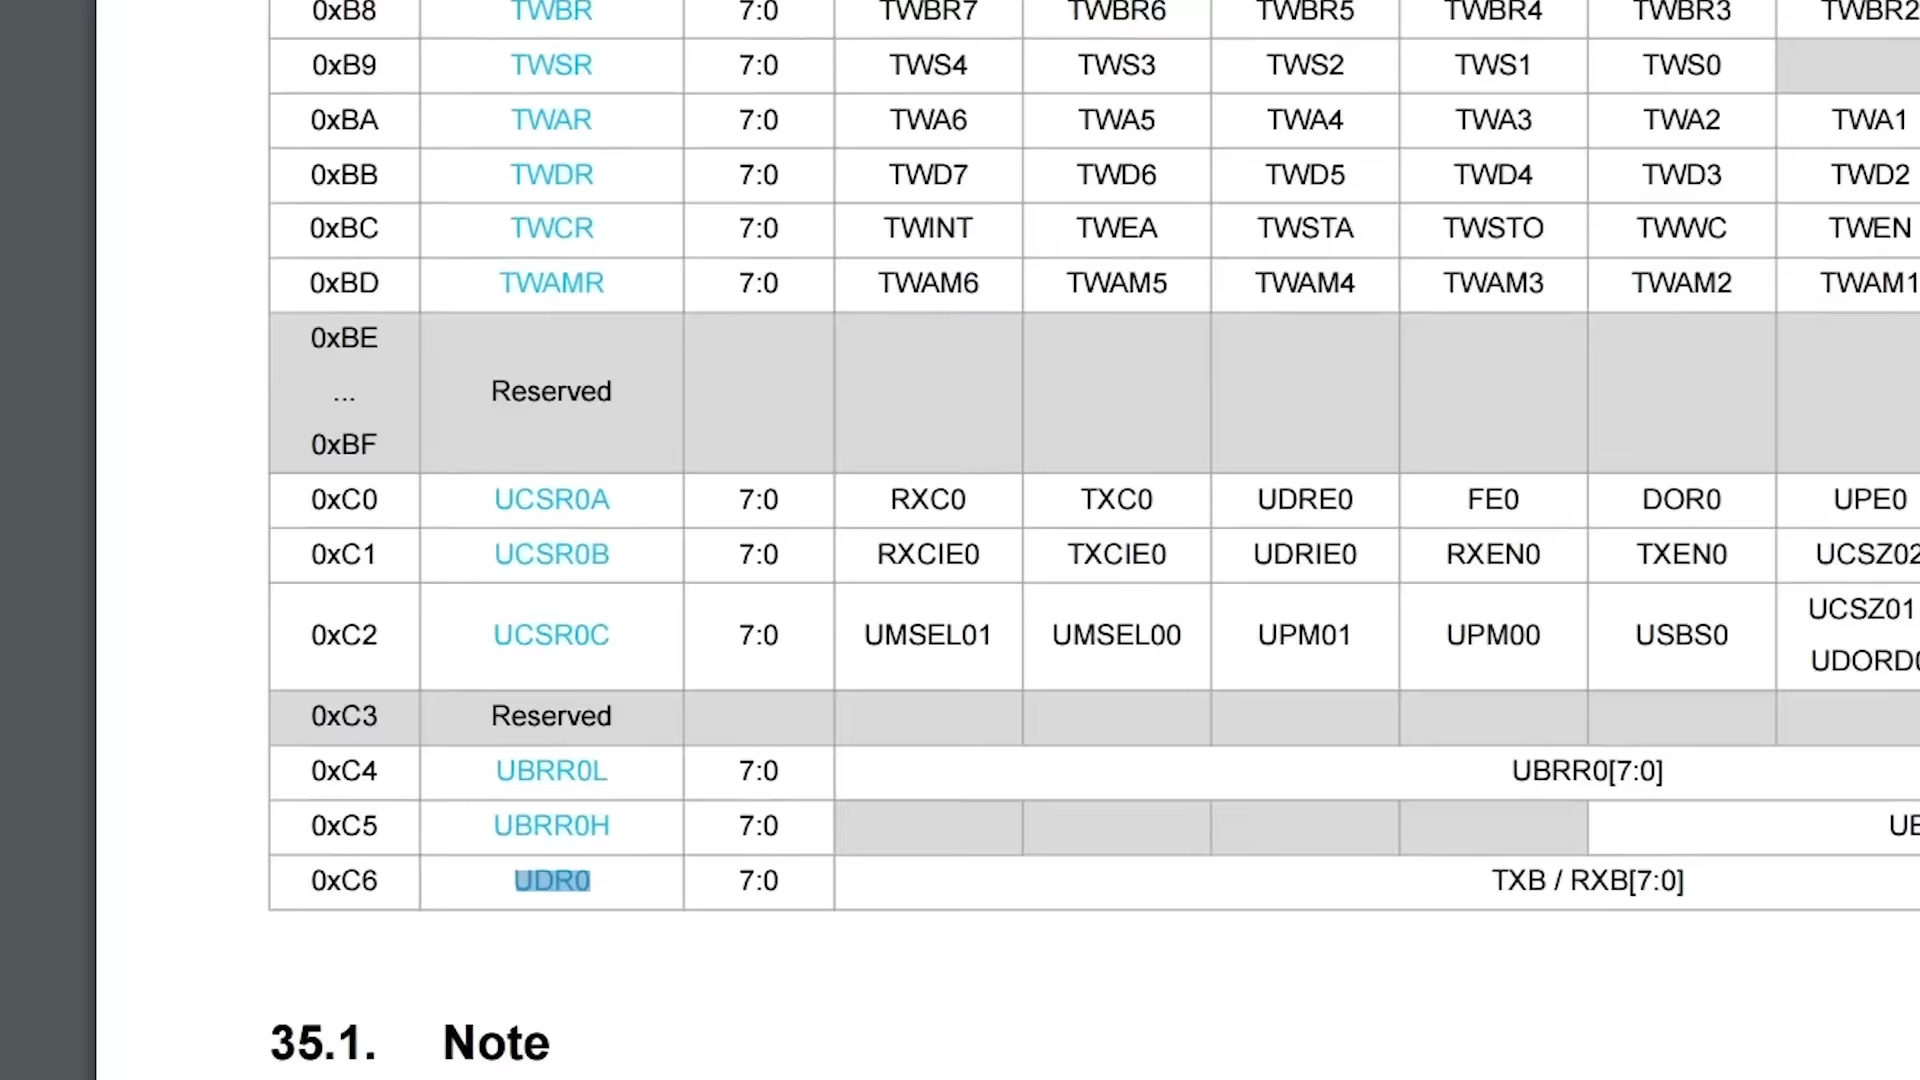 0xB8 TWBR 7:0 TWBR7 TWBR6 TWBR5 TWBR4 TWBR3 TWBR2
0xB9 TWSR 7:0 TWS4 TWS3 TWS2 TWS1 TWS0
0xBA TWAR 7:0 TWA6 TWA5 TWA4 TWA3 TWA2 TWA1
0xBB TWDR 7:0 TWD7 TWD6 TWD5 TWD4 TWD3 TWD2
0xBC TWCR 7:0 TWINT TWEA TWSTA TWSTO TWWC TWEN
0xBD TWAMR 7:0 TWAM6 TWAM5 TWAM4 TWAM3 TWAM2 TWAM1
0xBE
... Reserved
0xBF
0xC0 UCSR0A 7:0 RXC0 TXC0 UDRE0 FE0 DOR0 UPE0
0xC1 UCSR0B 7:0 RXCIE0 TXCIE0 UDRIE0 RXEN0 TXEN0 UCSZ02
0xC2 UCSR0C 7:0 UMSEL01 UMSEL00 UPM01 UPM00 USBS0 UCSZ01
UDORD0
0xC3 Reserved
0xC4 UBRR0L 7:0 UBRR0[7:0]
0xC5 UBRR0H 7:0 UB
0xC6 UDR0 7:0 TXB / RXB[7:0]
35.1. Note